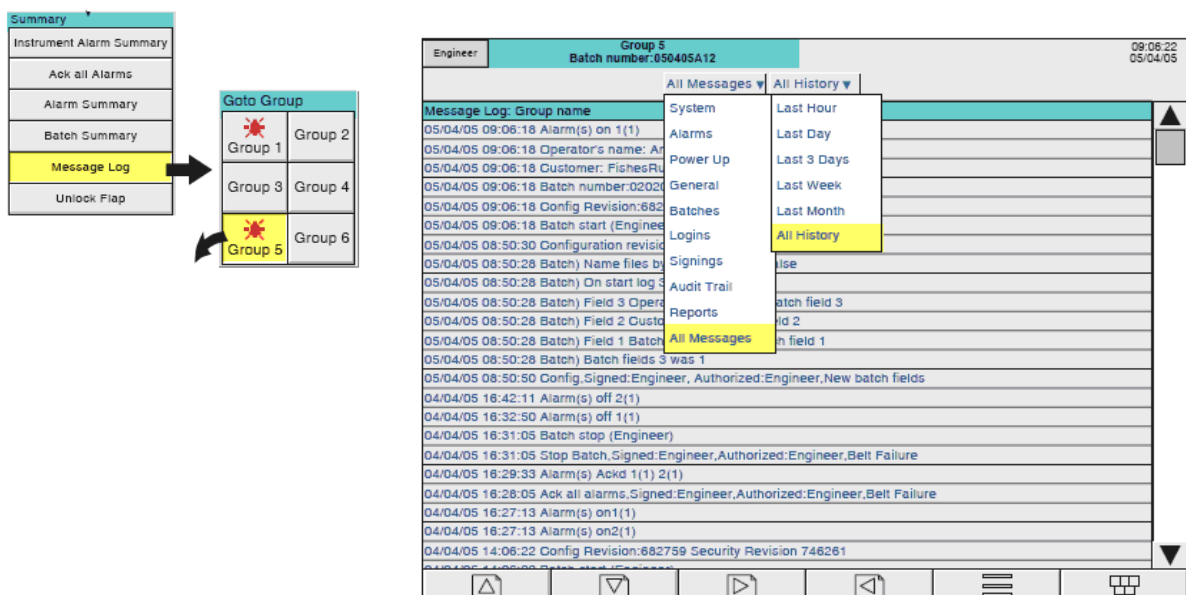 Summary
Instrument Alarm Summary
Ack all Alarms
Alarm Summary
Batch Summary
Message Log
Unlock Flap
Goto Group
Group 1
Group 2
Group 3
Group 4
Group 5
Group 6
Engineer
Group 5
Batch number:050405A12
09:06:22
05/04/05
All Messages
All History
System
Alarms
Power Up
General
Batches
Logins
Signings
Audit Trail
Reports
All Messages
Last Hour
Last Day
Last 3 Days
Last Week
Last Month
All History
Message Log: Group name
05/04/05 09:06:18 Alarm(s) on 1(1)
05/04/05 09:06:18 Operator's name:
05/04/05 09:06:18 Customer:
05/04/05 09:06:18 Batch
05/04/05 09:06:18 Config
05/04/05 09:06:18 Batch start
05/04/05 08:50:30 Configuration
05/04/05 08:50:28 Batch) Name files
05/04/05 08:50:28 Batch) On start log
05/04/05 08:50:28 Batch) Field 3 field 3
05/04/05 08:50:28 Batch) Field 2
05/04/05 08:50:28 Batch) Field 1 Batch field 1
05/04/05 08:50:28 Batch) Batch fields 3 was 1
05/04/05 08:50:50 Config,Signed:Engineer, Authorized:Engineer,New batch fields
04/04/05 16:42:11 Alarm(s) off 2(1)
04/04/05 16:32:50 Alarm(s) off 1(1)
04/04/05 16:31:05 Batch stop (Engineer)
04/04/05 16:31:05 Stop Batch,Signed:Engineer,Authorized:Engineer,Belt Failure
04/04/05 16:29:33 Alarm(s) Ackd 1(1) 2(1)
04/04/05 16:28:05 Ack all alarms,Signed:Engineer,Authorized:Engineer,Belt Failure
04/04/05 16:27:13 Alarm(s) on1(1)
04/04/05 16:27:13 Alarm(s) on2(1)
04/04/05 14:06:22 Config Revision:682759 Security Revision 746261